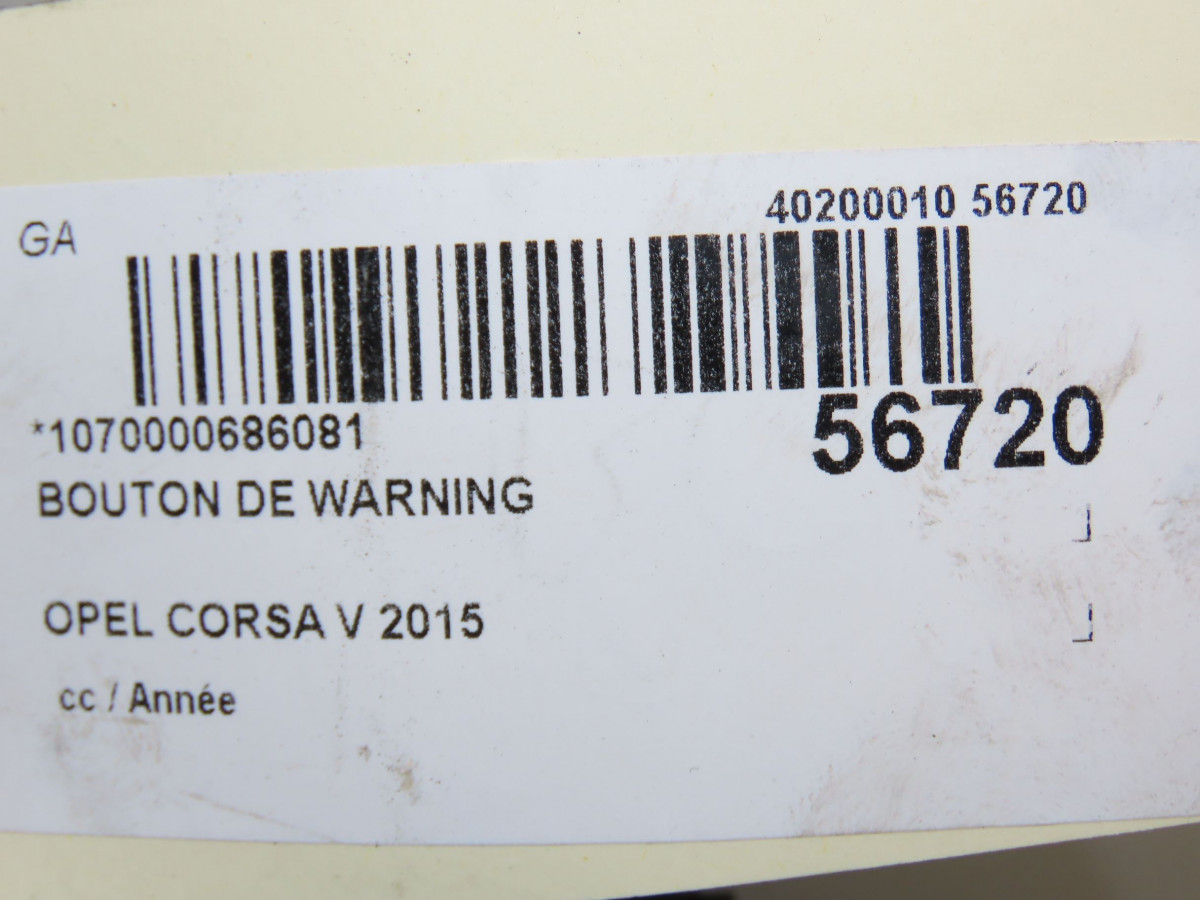 40200010 56720
GA
56720
*1070000686081
BOUTON DE WARNING
OPEL CORSA V 2015
cc / Année